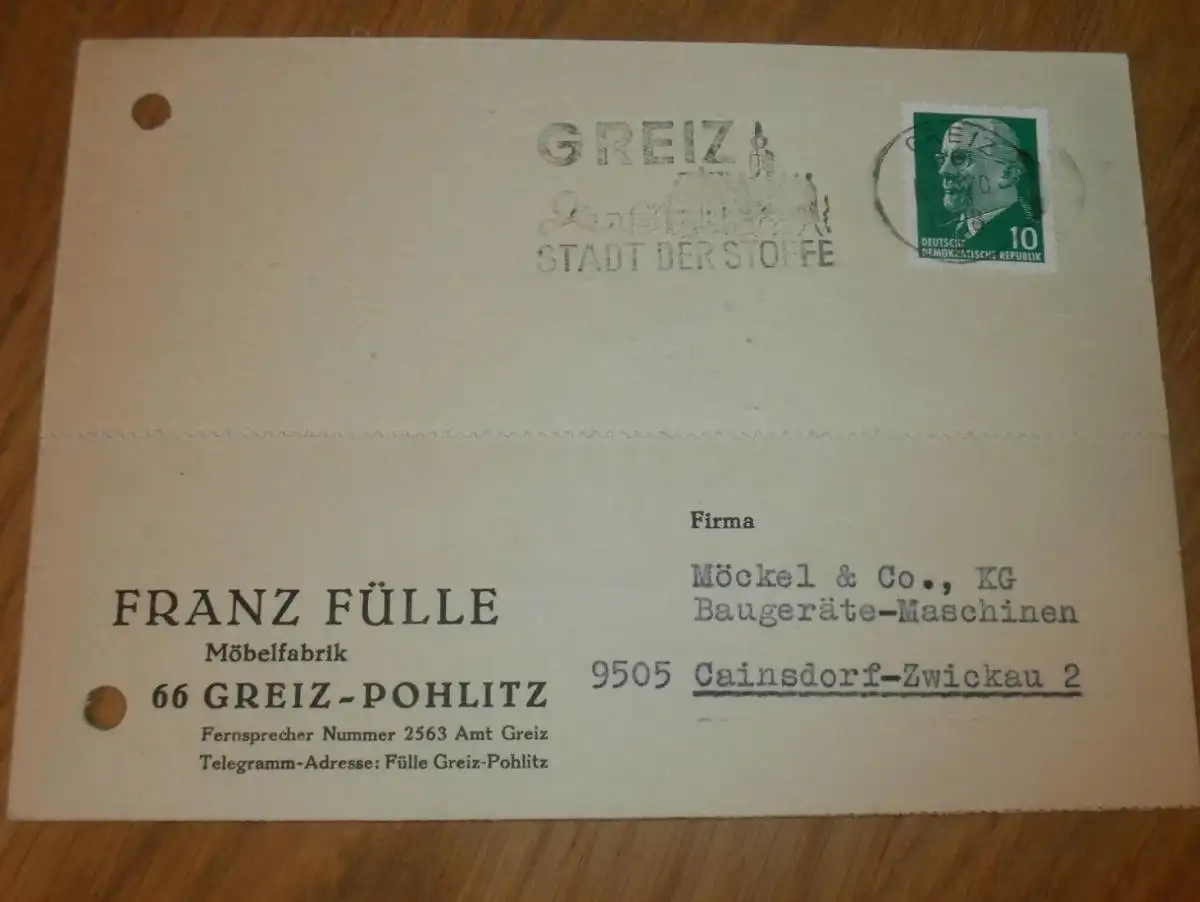 GREIZ
STADT DER STOFFE
GREIZ
10
DEUTSCHE
DEMOKRATISCHE REPUBLIK
Firma
Möckel & Co., KG
Baugeräte-Maschinen
9505 Cainsdorf-Zwickau 2
FRANZ FÜLLE
Möbelfabrik
66 GREIZ-POHLITZ
Fernsprecher Nummer 2563 Amt Greiz
Telegramm-Adresse: Fülle Greiz-Pohlitz